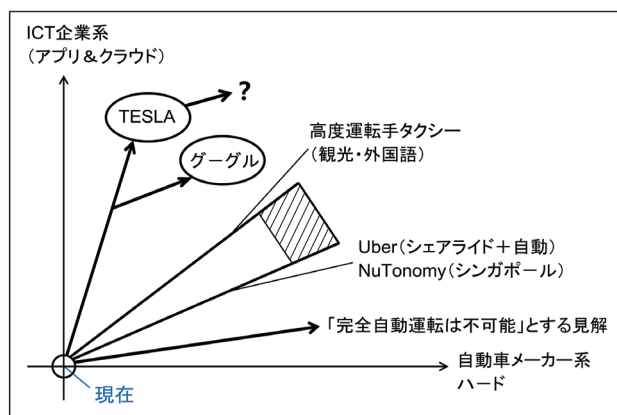 ICT企業系
(アプリ&クラウド)
TESLA
?
グーグル
高度運転手タクシー
(観光・外国語)
Uber(シェアライド+自動)
NuTonomy(シンガポール)
「完全自動運転は不可能」とする見解
自動車メーカー系
ハード
現在